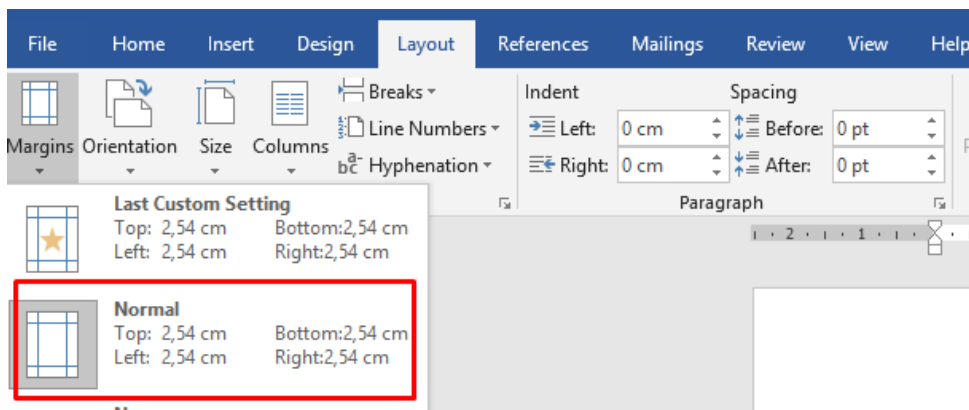 File Home Insert Design Layout References Mailings Review View Help
Breaks Indent Spacing
Line Numbers Left: 0 cm Before: 0 pt
Margins Orientation Size Columns
Hyphenation Right: 0 cm After: 0 pt
Paragraph
Last Custom Setting
Top: 2,54 cm Bottom:2,54 cm
Left: 2,54 cm Right:2,54 cm
2 1
Normal
Top: 2,54 cm Bottom:2,54 cm
Left: 2,54 cm Right:2,54 cm